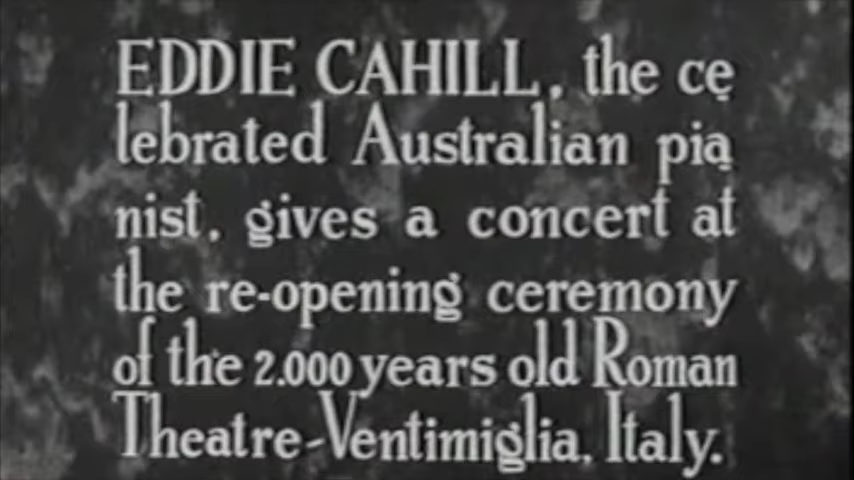 EDDIE CAHILL, the ce
lebrated Australian pia
nist, gives a concert at
the re-opening ceremony
of the 2.000 years old Roman
Theatre-Ventimiglia, Italy.